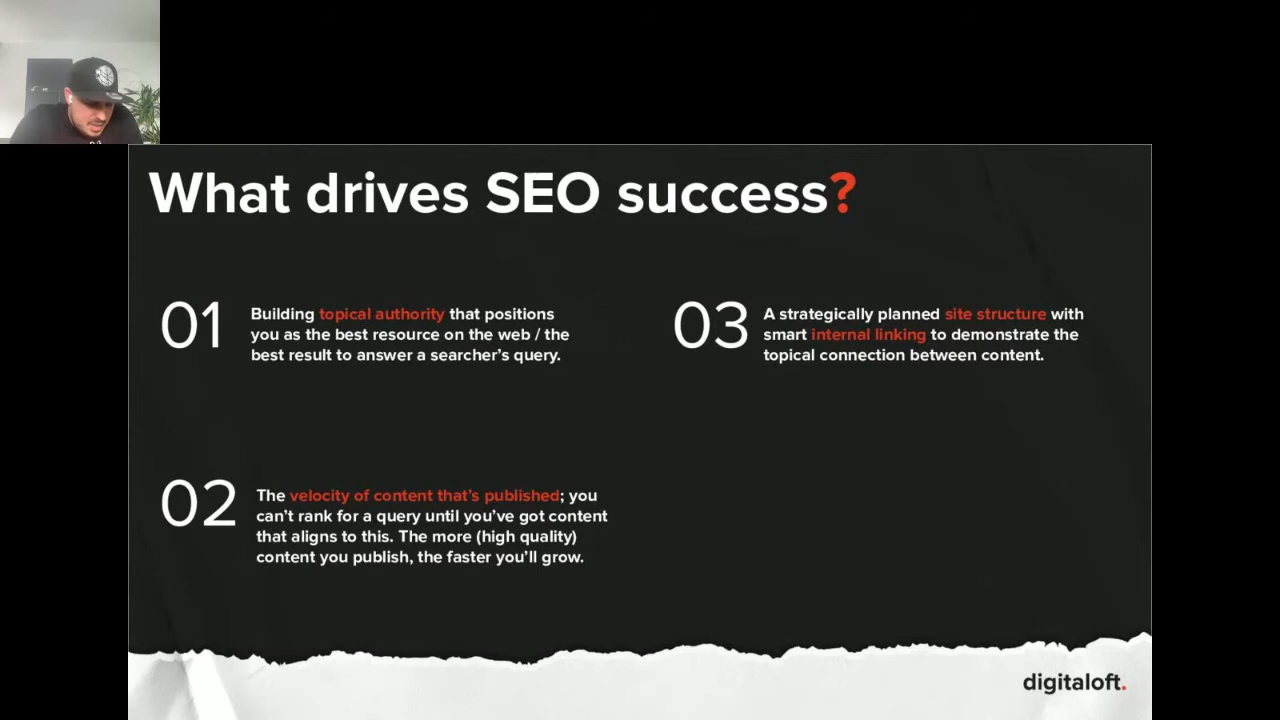 What drives SEO success?
01
Building topical authority that positions
you as the best resource on the web / the
best result to answer a searcher's query.
02
The velocity of content that's published; you
can't rank for a query until you've got content
that aligns to this. The more (high quality)
content you publish, the faster you'll grow.
03
A strategically planned site structure with
smart internal linking to demonstrate the
topical connection between content.
digitaloft.